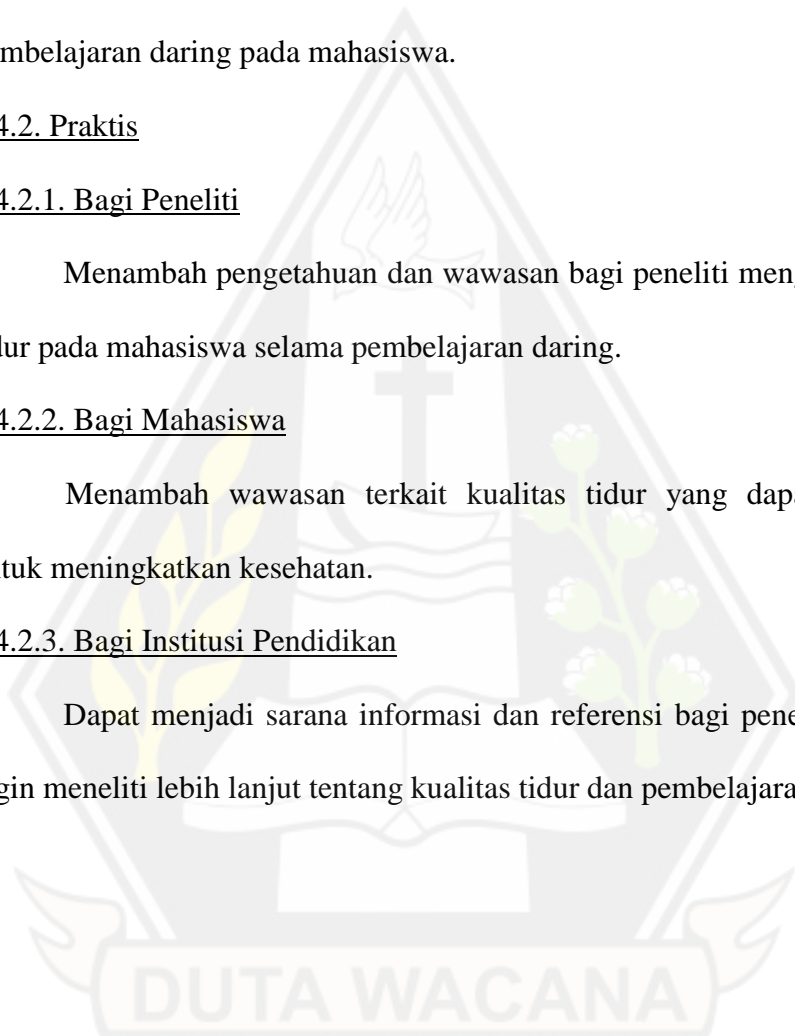 embelajaran daring pada mahasiswa.
4.2. Praktis
4.2.1. Bagi Peneliti
Menambah pengetahuan dan wawasan bagi peneliti meng
dur pada mahasiswa selama pembelajaran daring.
4.2.2. Bagi Mahasiswa
Menambah wawasan terkait kualitas tidur yang dapa
tuk meningkatkan kesehatan.
4.2.3. Bagi Institusi Pendidikan
Dapat menjadi sarana informasi dan referensi bagi pene
gin meneliti lebih lanjut tentang kualitas tidur dan pembelajara
DUTA WACANA